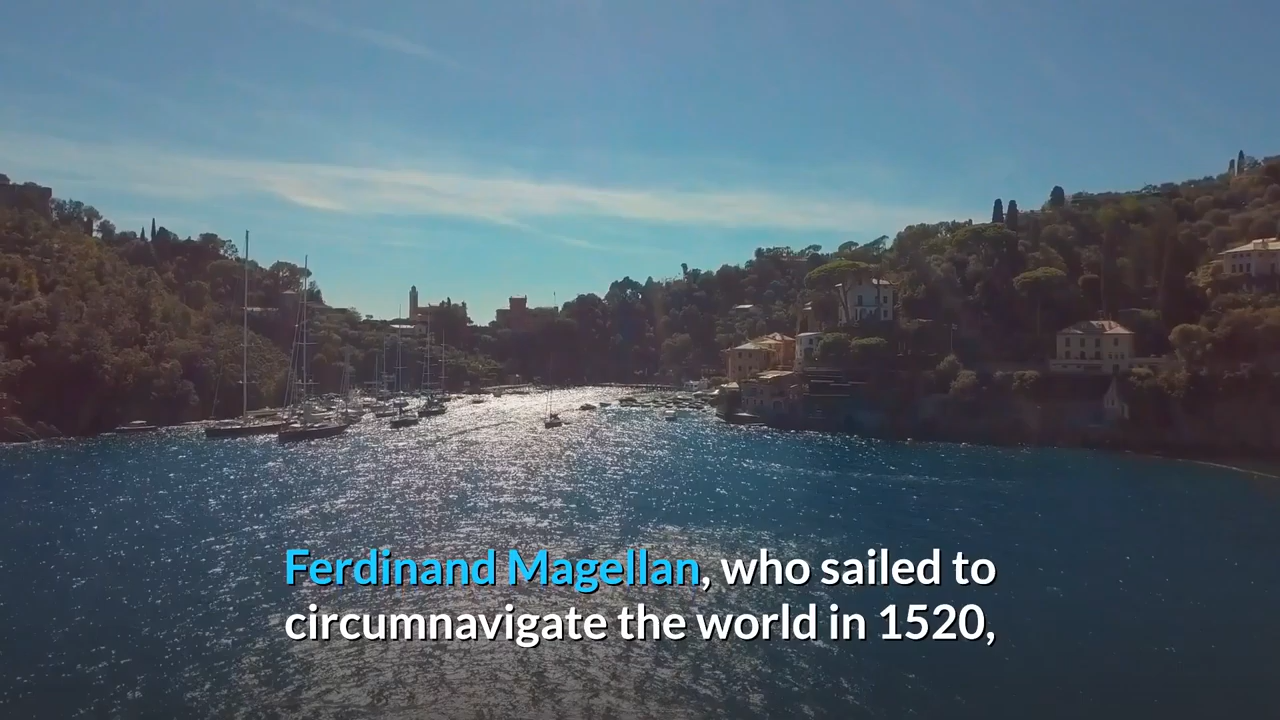 Ferdinand Magellan, who sailed to
circumnavigate the world in 1520,